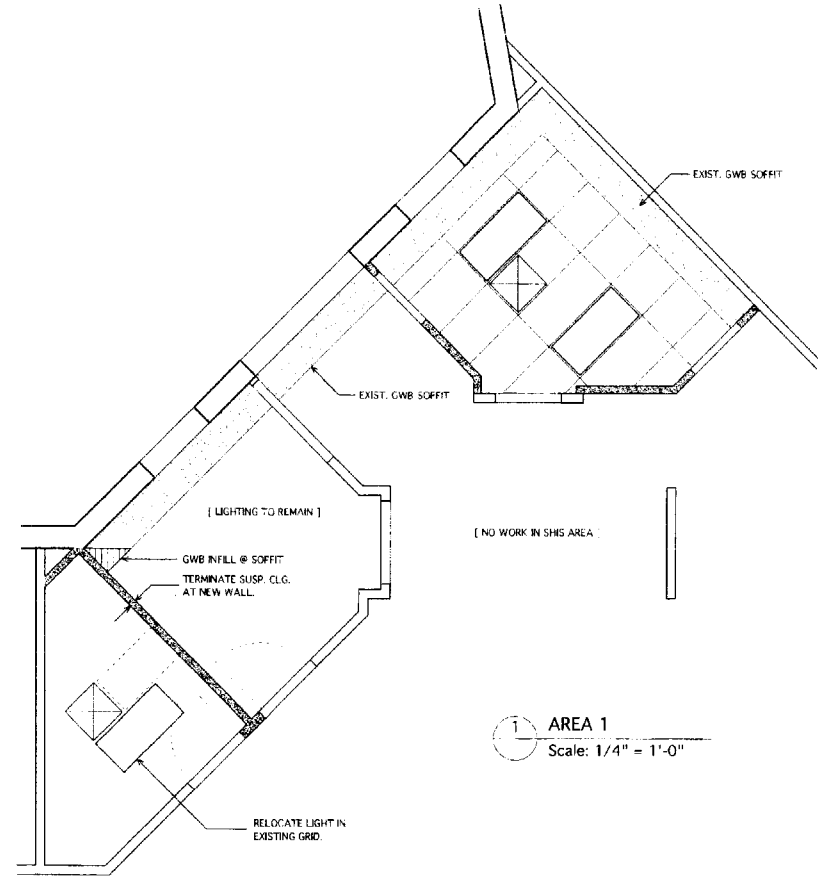 EXIST. GWB SOFFIT
EXIST. GWB SOFFIT
[ LIGHTING TO REMAIN ]
[ NO WORK IN SHIS AREA ]
GWB INFILL @ SOFFIT
TERMINATE SUSP. CLG.
AT NEW WALL.
1
AREA 1
Scale: 1/4" = 1'-0"
RELOCATE LIGHT IN
EXISTING GRID.